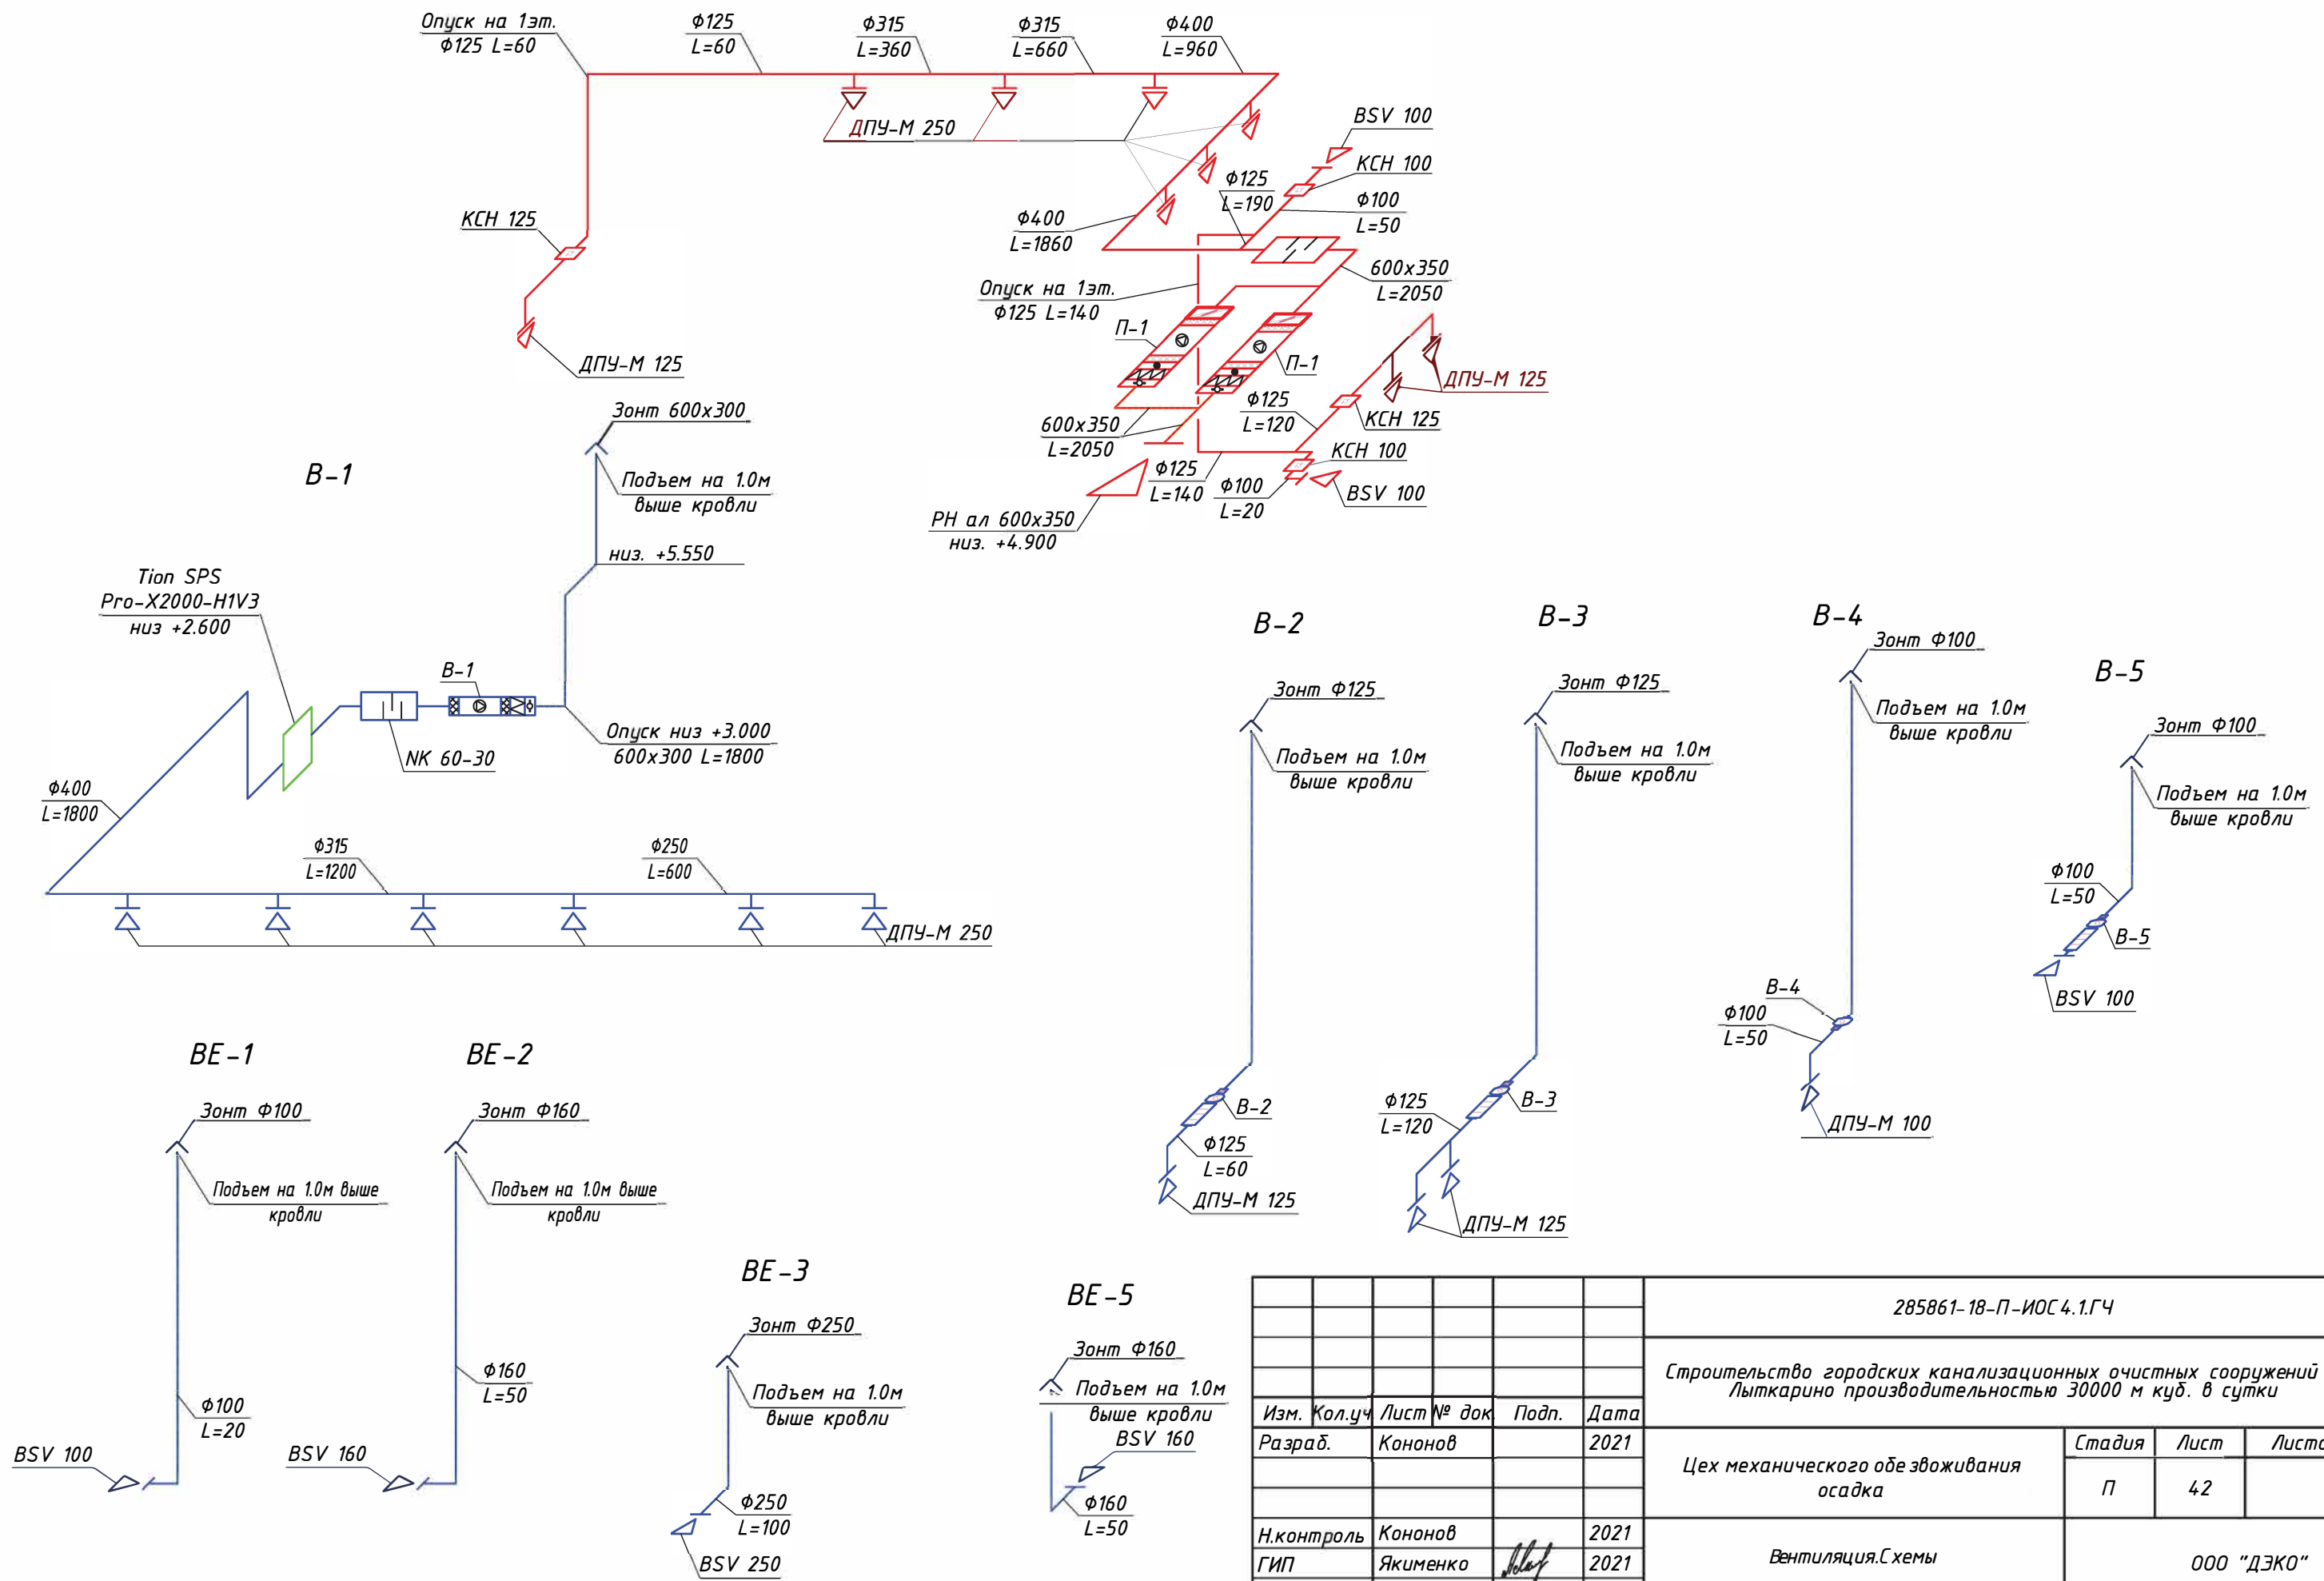 Опуск на 1эт.
Ф125 L=60
Ф125
L=60
Ф315
L=360
Ф315
L=660
Ф400
L=960
ДПУ-М 250
BSV 100
КСН 100
Ф125
L=190
Ф100
L=50
Ф400
L=1860
КСН 125
ДПУ-М 125
600х350
L=2050
Опуск на 1эт.
Ф125 L=140
П-1
П-1
ДПУ-М 125
Ф125
L=120
КСН 125
600х350
L=2050
КСН 100
Ф125
L=140
Ф100
L=20
BSV 100
РН ал 600х350
низ. +4.900
В-1
Зонт 600х300
Подъем на 1.0м
выше кровли
низ. +5.550
Tion SPS
Pro-X2000-H1V3
низ +2.600
В-1
NK 60-30
Опуск низ +3.000
600х300 L=1800
Ф400
L=1800
Ф315
L=1200
Ф250
L=600
ДПУ-М 250
В-2
Зонт Ф125
Подъем на 1.0м
выше кровли
В-2
Ф125
L=60
ДПУ-М 125
В-3
Зонт Ф125
Подъем на 1.0м
выше кровли
Ф125
L=120
В-3
ДПУ-М 125
В-4
Зонт Ф100
Подъем на 1.0м
выше кровли
В-4
Ф100
L=50
ДПУ-М 100
В-5
Зонт Ф100
Подъем на 1.0м
выше кровли
Ф100
L=50
В-5
BSV 100
ВЕ-1
Зонт Ф100
Подъем на 1.0м выше
кровли
Ф100
L=20
BSV 100
ВЕ-2
Зонт Ф160
Подъем на 1.0м выше
кровли
Ф160
L=50
BSV 160
ВЕ-3
Зонт Ф250
Подъем на 1.0м
выше кровли
Ф250
L=100
BSV 250
ВЕ-5
Зонт Ф160
Подъем на 1.0м
выше кровли
BSV 160
Ф160
L=50
285861-18-П-ИОС4.1.ГЧ
Строительство городских канализационных очистных сооружений
Лыткарино производительностью 30000 м куб. в сутки
Изм. Кол.уч Лист № док. Подп. Дата
Разраб. Кононов 2021
Цех механического обезвоживания
осадка
Стадия Лист
П 42
Н.контроль Кононов 2021
ГИП Якименко 2021
Вентиляция.Схемы
ООО "ДЭКО"